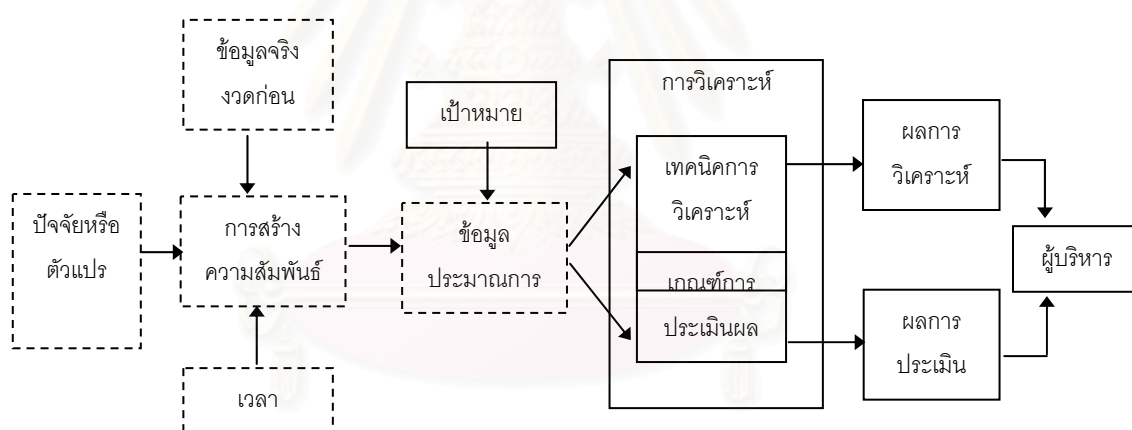 ข้อมูลจริง
งวดก่อน
ปัจจัยหรือ
ตัวแปร
การสร้าง
ความสัมพันธ์
เวลา
เป้าหมาย
ข้อมูล
ประมาณการ
การวิเคราะห์
เทคนิคการ
วิเคราะห์
เกณฑ์การ
ประเมินผล
ผลการ
วิเคราะห์
ผลการ
ประเมิน
ผู้บริหาร